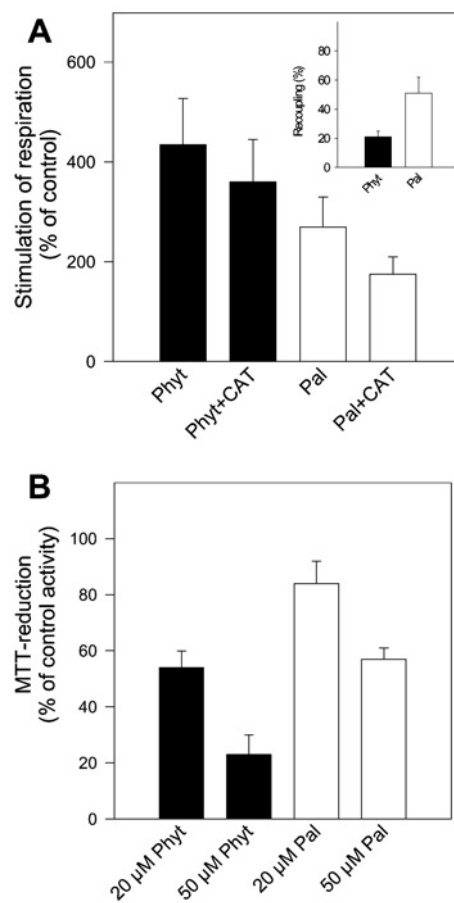 A
Stimulation of respiration
(% of control)
600
400
200
0
Phyt
Phyt+CAT
Pal
Pal+CAT
Recoupling (%)
80
60
40
20
0
Phyt
Pal
B
MTT-reduction
(% of control activity)
100
80
60
40
20
0
20 µM Phyt
50 µM Phyt
20 µM Pal
50 µM Pal